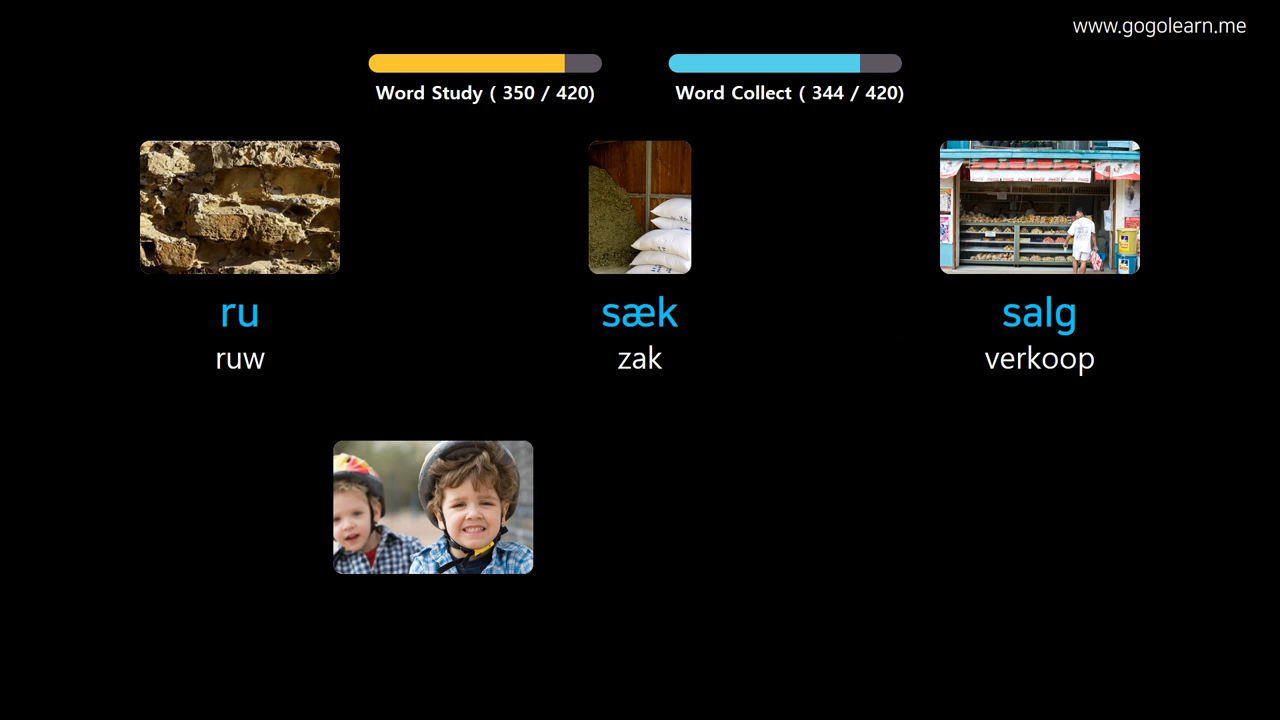 www.gogolearn.me
Word Study ( 350 / 420)
Word Collect ( 344 / 420)
ru
sæk
salg
ruw
zak
verkoop